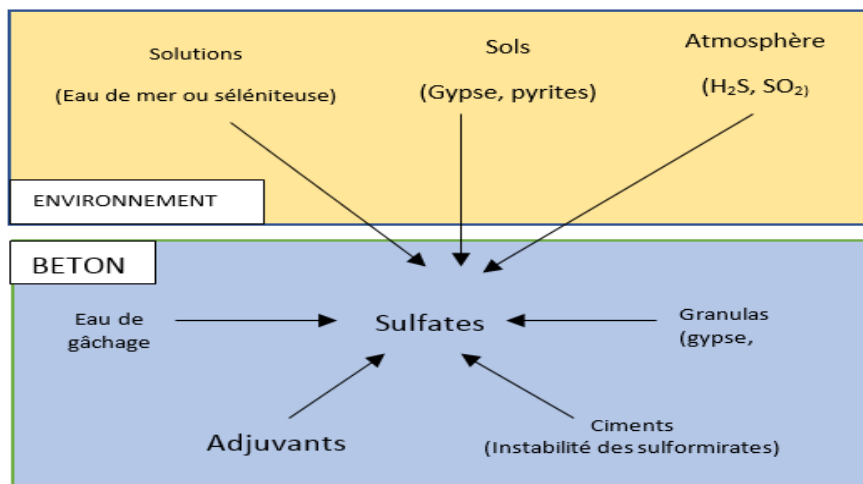 Solutions
(Eau de mer ou séléniteuse)
Sols
(Gypse, pyrites)
Atmosphère
(H₂S, SO₂)
ENVIRONNEMENT
BETON
Eau de
gâchage
Sulfates
Granulas
(gypse,
Adjuvants
Ciments
(Instabilité des sulformirates)